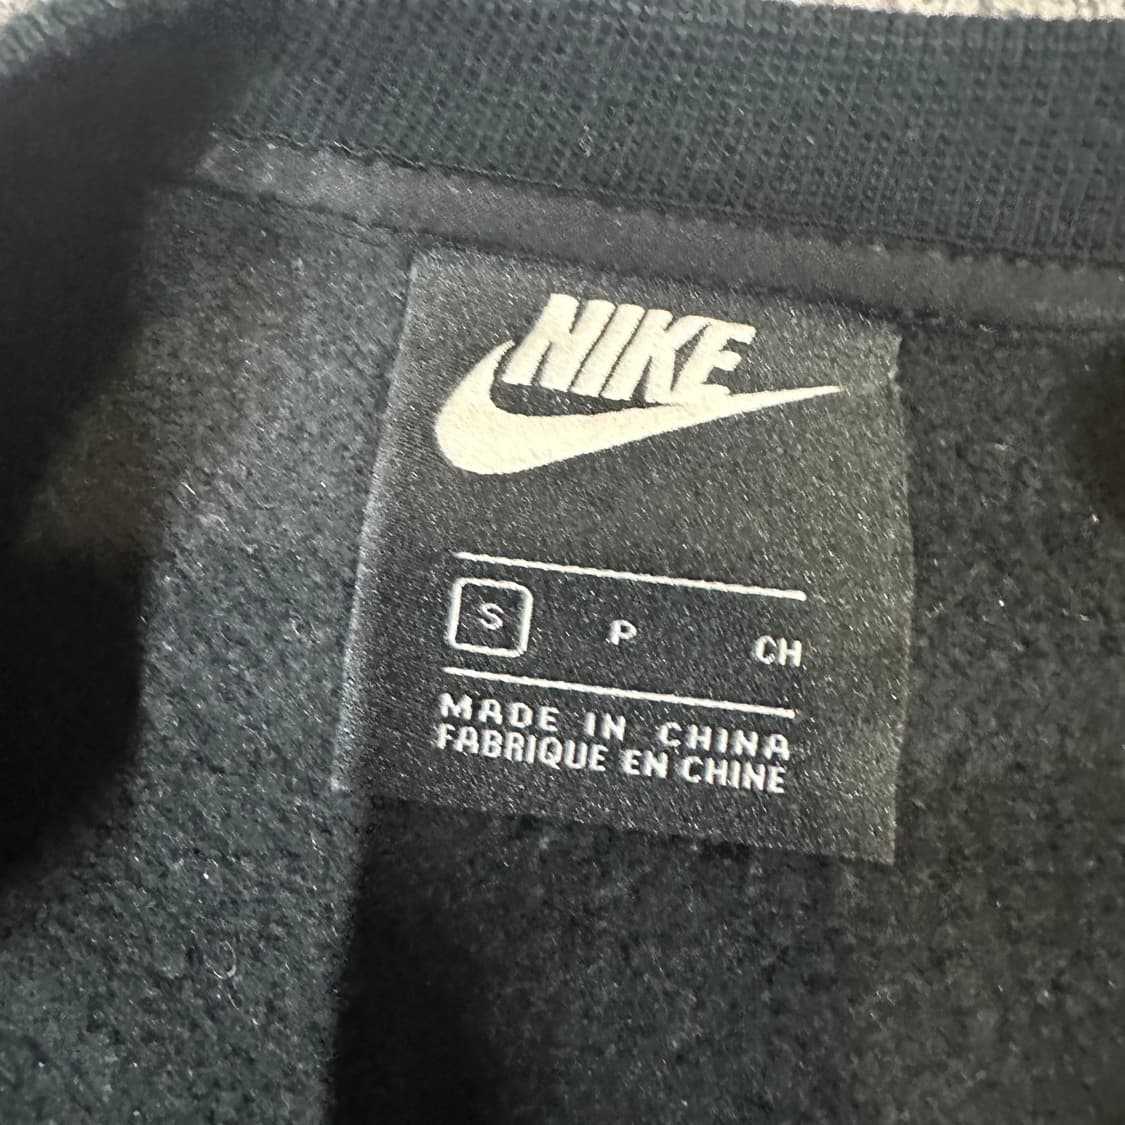 NIKE
S P CH
MADE IN CHINA
FABRIQUE EN CHINE